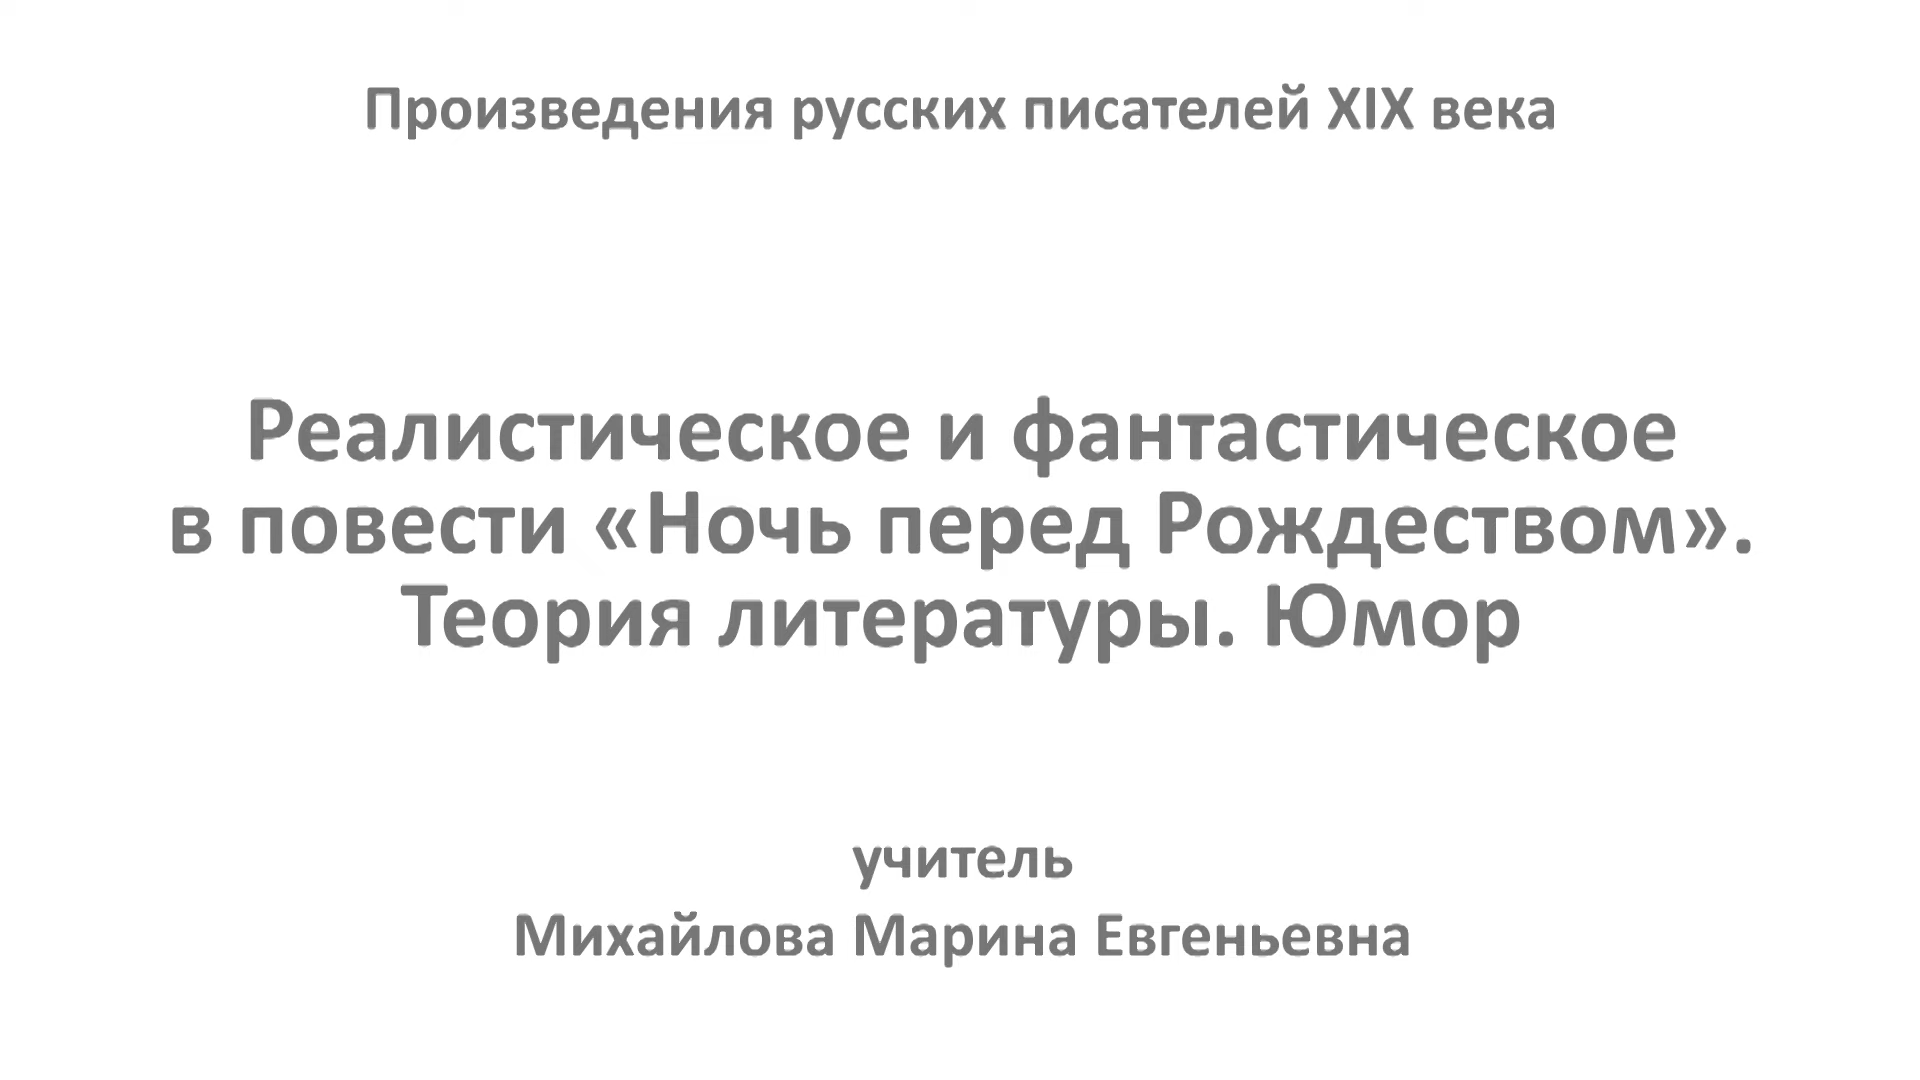 Произведения русских писателей XIX века
Реалистическое и фантастическое
в повести «Ночь перед Рождеством».
Теория литературы. Юмор
учитель
Михайлова Марина Евгеньевна